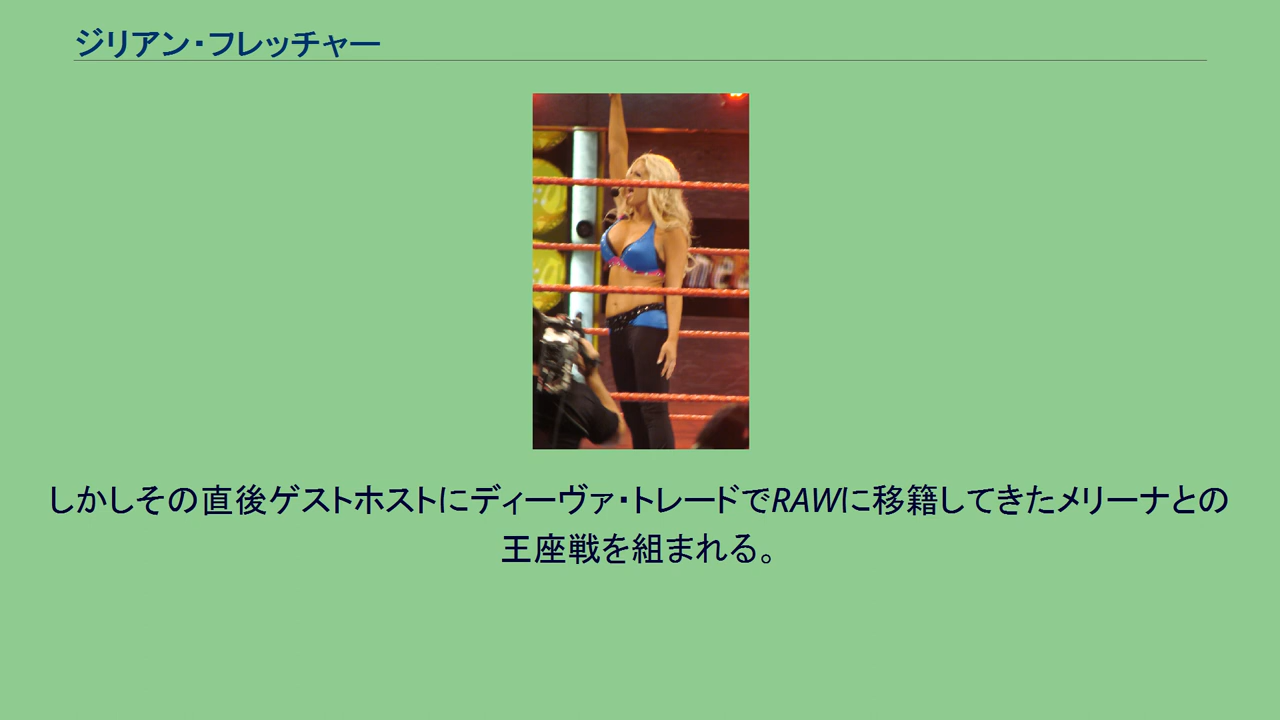 ジリアン・フレッチャー
しかしその直後ゲストホストにディーヴァ・トレードでRAWに移籍してきたメリーナとの
王座戦を組まれる。